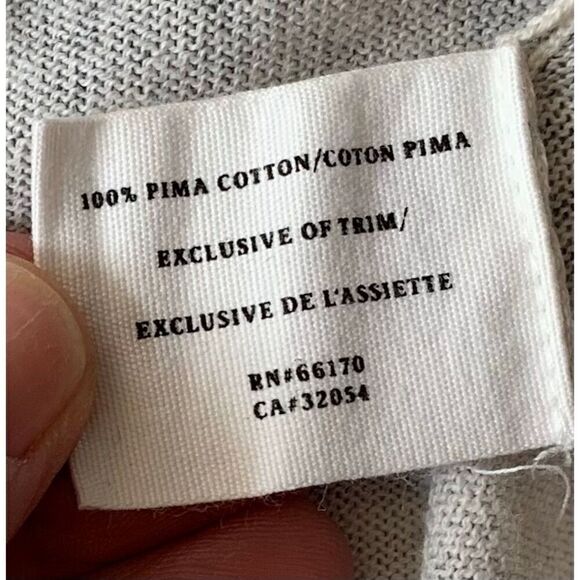 100% PIMA COTTON/COTON PIMA
EXCLUSIVE OF TRIM/
EXCLUSIVE DE L'ASSIETTE
RN#66170
CA#32054